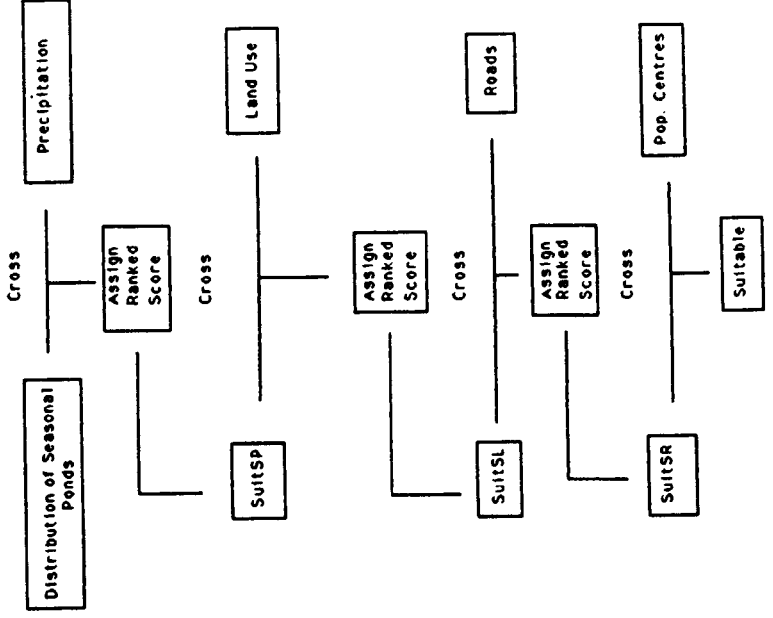 Distribution of Seasonal
Ponds
Cross
Precipitation
Assign
Ranked
Score
SuitSP
Cross
Land Use
Assign
Ranked
Score
SuitSL
Cross
Roads
Assign
Ranked
Score
SuitSR
Cross
Pop. Centres
Suitable